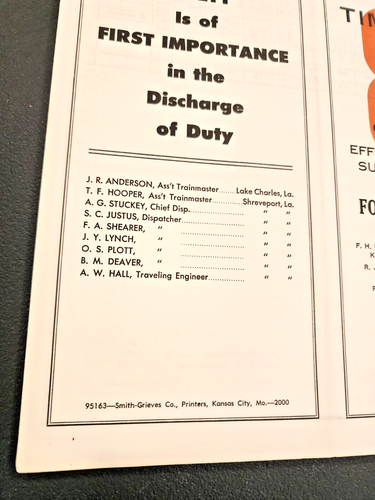 Is of
FIRST IMPORTANCE
in the
Discharge
of Duty
J. R. ANDERSON, Ass't Trainmaster......Lake Charles, La.
T. F. HOOPER, Ass't Trainmaster..........Shreveport, La.
A. G. STUCKEY, Chief Disp..................... " "
S. C. JUSTUS, Dispatcher....................... " "
F. A. SHEARER, " ....................... " "
J. Y. LYNCH, " ....................... " "
O. S. PLOTT, " ....................... " "
B. M. DEAVER, " ....................... " "
A. W. HALL, Traveling Engineer............. " "
95163—Smith-Grieves Co., Printers, Kansas City, Mo.—2000
TI
EFF
SU
FO
F. H.
K
R.